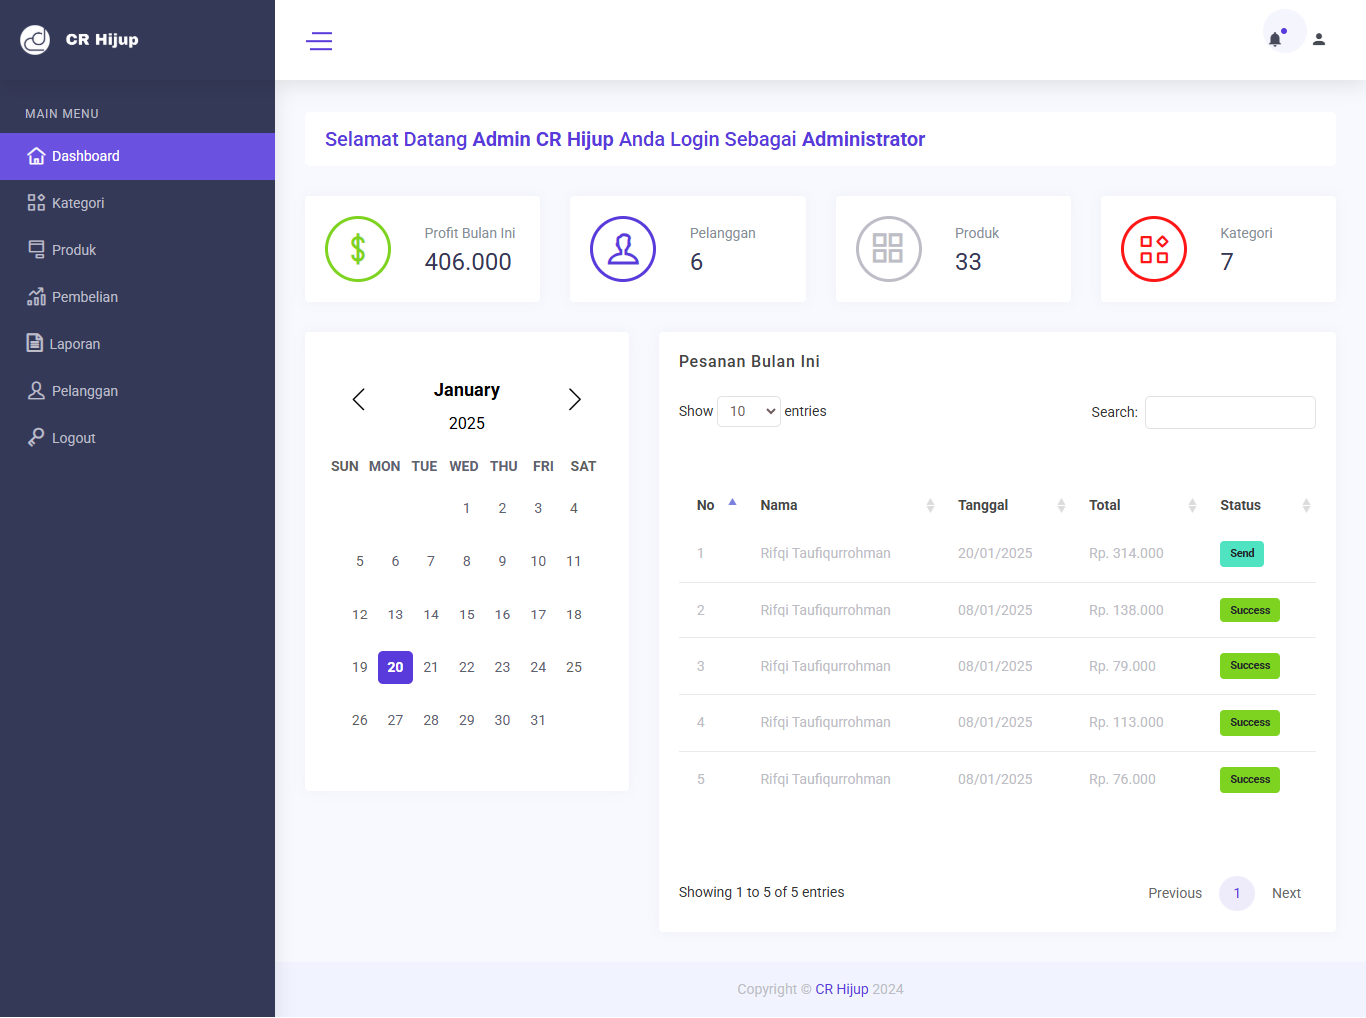 CR Hijup
MAIN MENU
Dashboard
Kategori
Produk
Pembelian
Laporan
Pelanggan
Logout
Selamat Datang Admin CR Hijup Anda Login Sebagai Administrator
Profit Bulan Ini
406.000
Pelanggan
6
Produk
33
Kategori
7
January
2025
SUN MON TUE WED THU FRI SAT
1 2 3 4
5 6 7 8 9 10 11
12 13 14 15 16 17 18
19 20 21 22 23 24 25
26 27 28 29 30 31
Pesanan Bulan Ini
Show 10 entries
Search:
No Nama Tanggal Total Status
1 Rifqi Taufiqurrohman 20/01/2025 Rp. 314.000 Send
2 Rifqi Taufiqurrohman 08/01/2025 Rp. 138.000 Success
3 Rifqi Taufiqurrohman 08/01/2025 Rp. 79.000 Success
4 Rifqi Taufiqurrohman 08/01/2025 Rp. 113.000 Success
5 Rifqi Taufiqurrohman 08/01/2025 Rp. 76.000 Success
Showing 1 to 5 of 5 entries
Previous 1 Next
Copyright © CR Hijup 2024